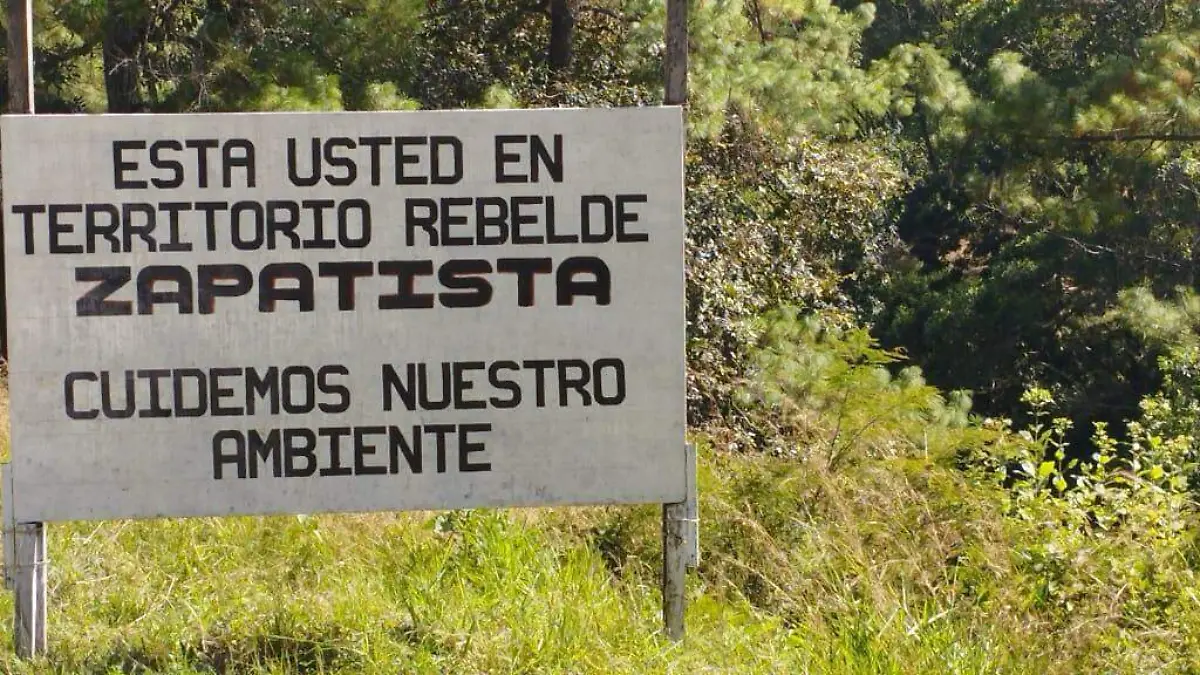 ESTA USTED EN
TERRITORIO REBELDE
ZAPATISTA
CUIDEMOS NUESTRO
AMBIENTE